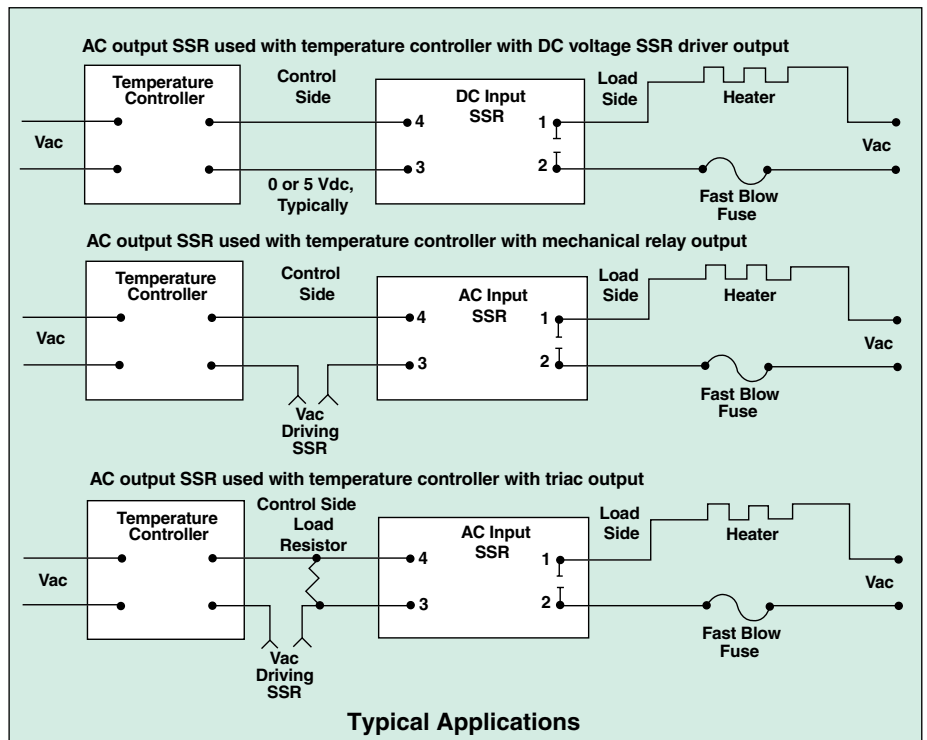 AC output SSR used with temperature controller with DC voltage SSR driver output
Temperature
Controller
Control
Side
DC Input
SSR
Load
Side
Heater
4
1
Vac
Vac
3
2
0 or 5 Vdc,
Typically
Fast Blow
Fuse
AC output SSR used with temperature controller with mechanical relay output
Temperature
Controller
Control
Side
AC Input
SSR
Load
Side
Heater
4
1
Vac
Vac
3
2
Vac
Driving
SSR
Fast Blow
Fuse
AC output SSR used with temperature controller with triac output
Temperature
Controller
Control Side
Load
Resistor
AC Input
SSR
Load
Side
Heater
4
1
Vac
Vac
3
2
Vac
Driving
SSR
Fast Blow
Fuse
Typical Applications